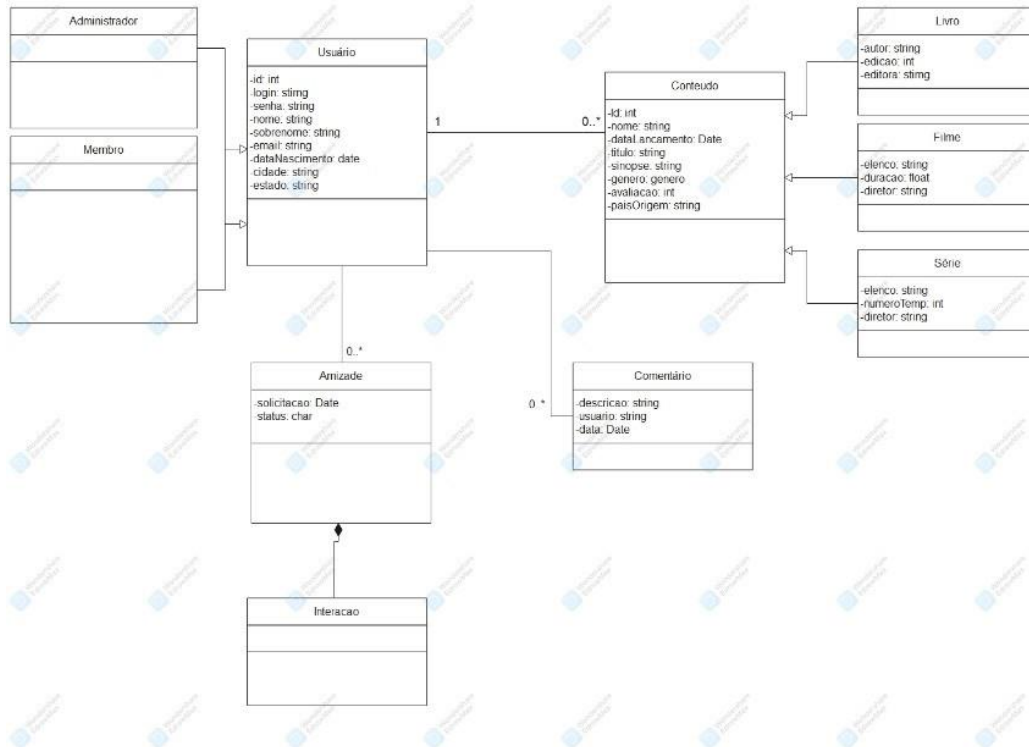 Administrador
Membro
Usuário
-id: int
-login: stirng
-senha: string
-nome: string
-sobrenome: string
-email: string
-dataNascimento: date
-cidade: string
-estado: string
1
0..*
Conteudo
-Id: int
-nome: string
-dataLancamento: Date
-titulo: string
-sinopse: string
-genero: genero
-avaliacao: int
-paisOrigem: string
Livro
-autor: string
-edicao: int
-editora: stirng
Filme
-elenco: string
-duracao: float
-diretor: string
Série
-elenco: string
-numeroTemp: int
-diretor: string
0..*
Amizade
-solicitacao: Date
-status: char
0..*
Comentário
-descricao: string
-usuario: string
-data: Date
Interacao